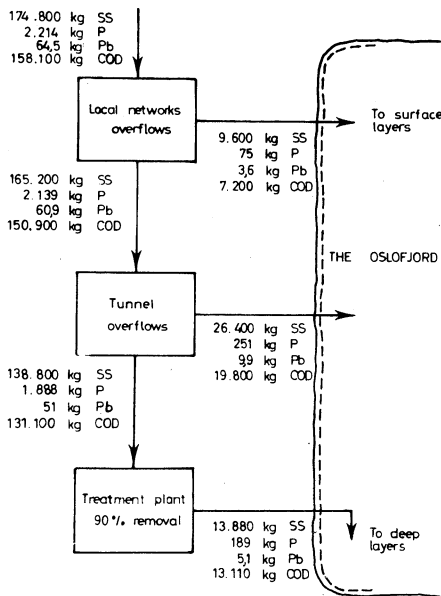 174.800 kg SS
2.214 kg P
64,5 kg Pb
158.100 kg COD
Local networks
overflows
To surface
layers
9.600 kg SS
75 kg P
3,6 kg Pb
7.200 kg COD
165.200 kg SS
2.139 kg P
60,9 kg Pb
150.900 kg COD
THE OSLOFJORD
Tunnel
overflows
26.400 kg SS
251 kg P
9,9 kg Pb
19.800 kg COD
138.800 kg SS
1.888 kg P
51 kg Pb
131.100 kg COD
Treatment plant
90% removal
13.880 kg SS
189 kg P
5,1 kg Pb
13.110 kg COD
To deep
layers